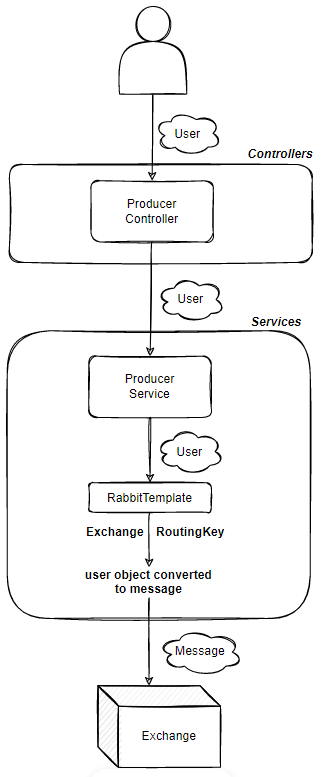 User
Controllers
Producer
Controller
User
Services
Producer
Service
User
RabbitTemplate
Exchange RoutingKey
user object converted
to message
Message
Exchange